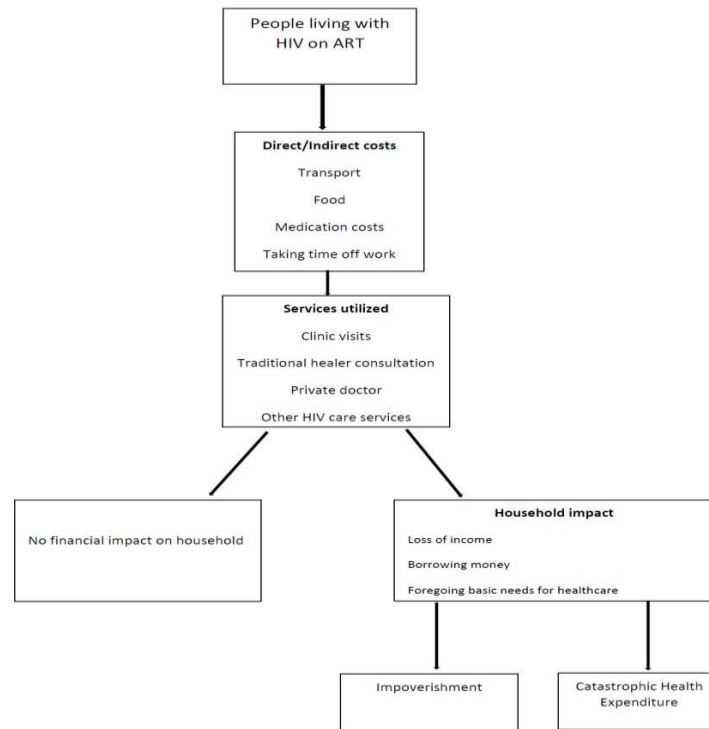 People living with
HIV on ART
Direct/Indirect costs
Transport
Food
Medication costs
Taking time off work
Services utilized
Clinic visits
Traditional healer consultation
Private doctor
Other HIV care services
No financial impact on household
Household impact
Loss of income
Borrowing money
Foregoing basic needs for healthcare
Impoverishment
Catastrophic Health
Expenditure